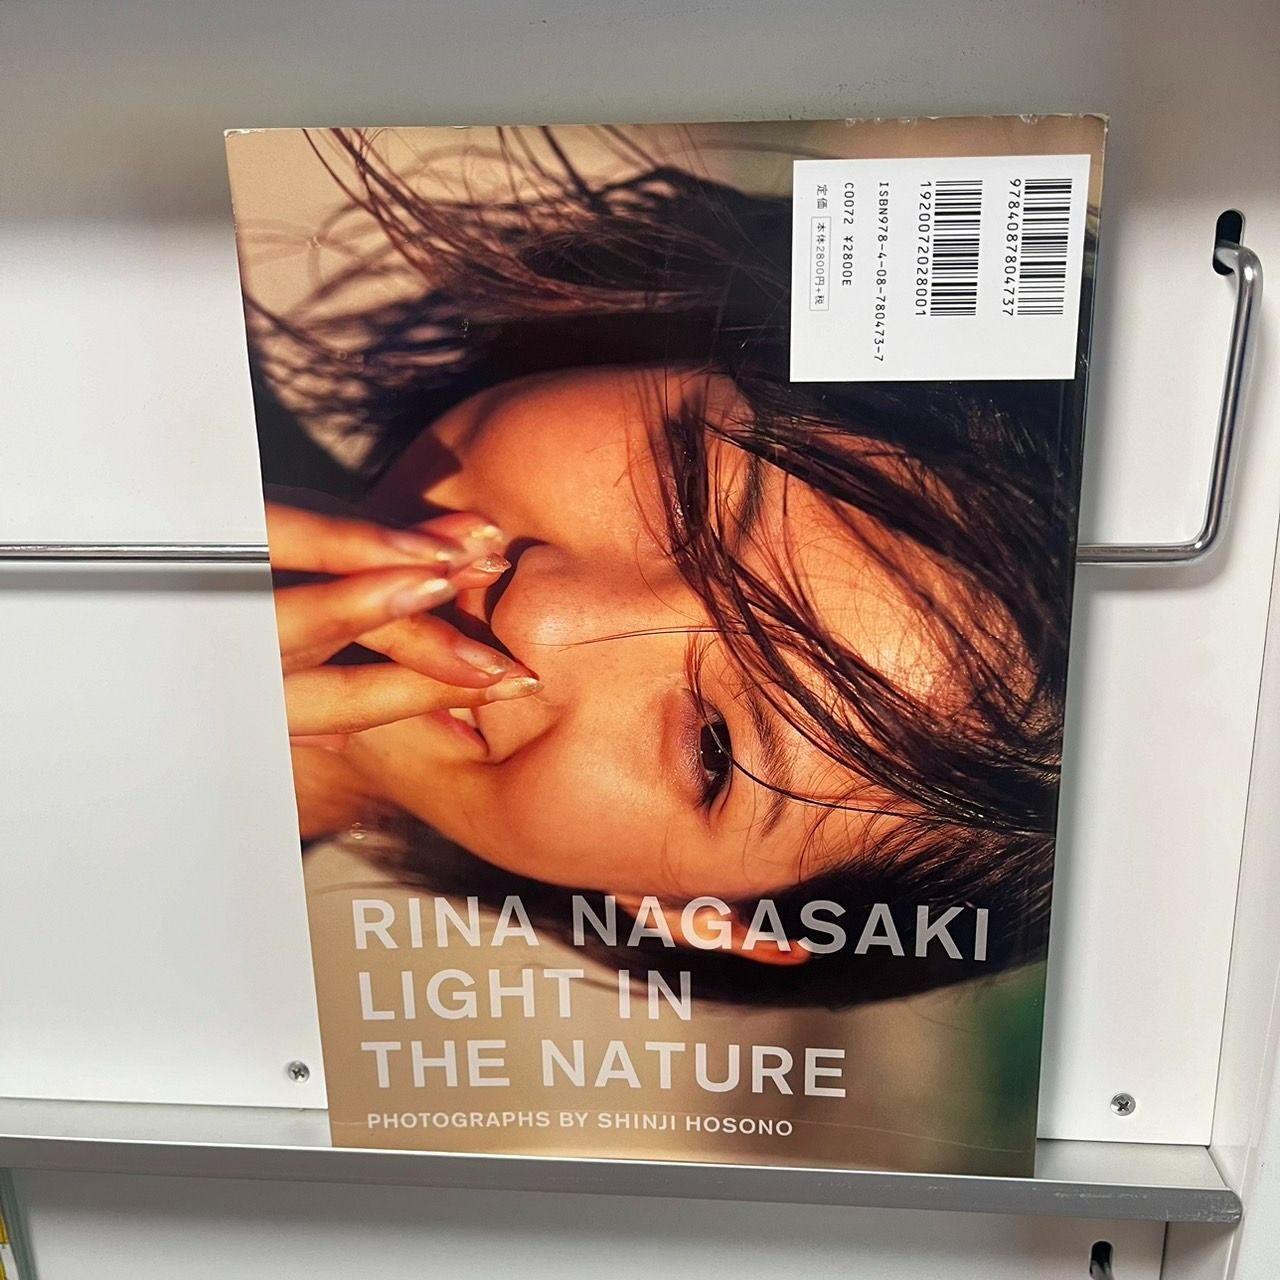 9784087804737
1920072028001
ISBN978-4-08-780473-7
C0072 ¥2800E
定価 本体2800円+税
RINA NAGASAKI
LIGHT IN
THE NATURE
PHOTOGRAPHS BY SHINJI HOSONO